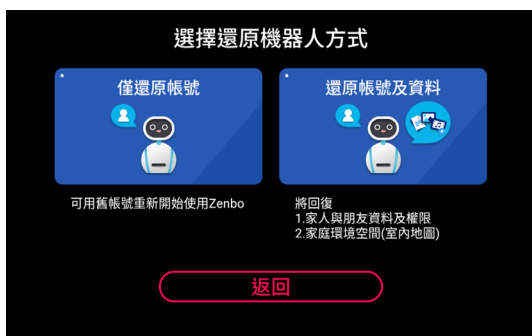 選擇還原機器人方式
僅還原帳號
還原帳號及資料
可用舊帳號重新開始使用Zenbo
將回復
1.家人與朋友資料及權限
2.家庭環境空間(室內地圖)
返回